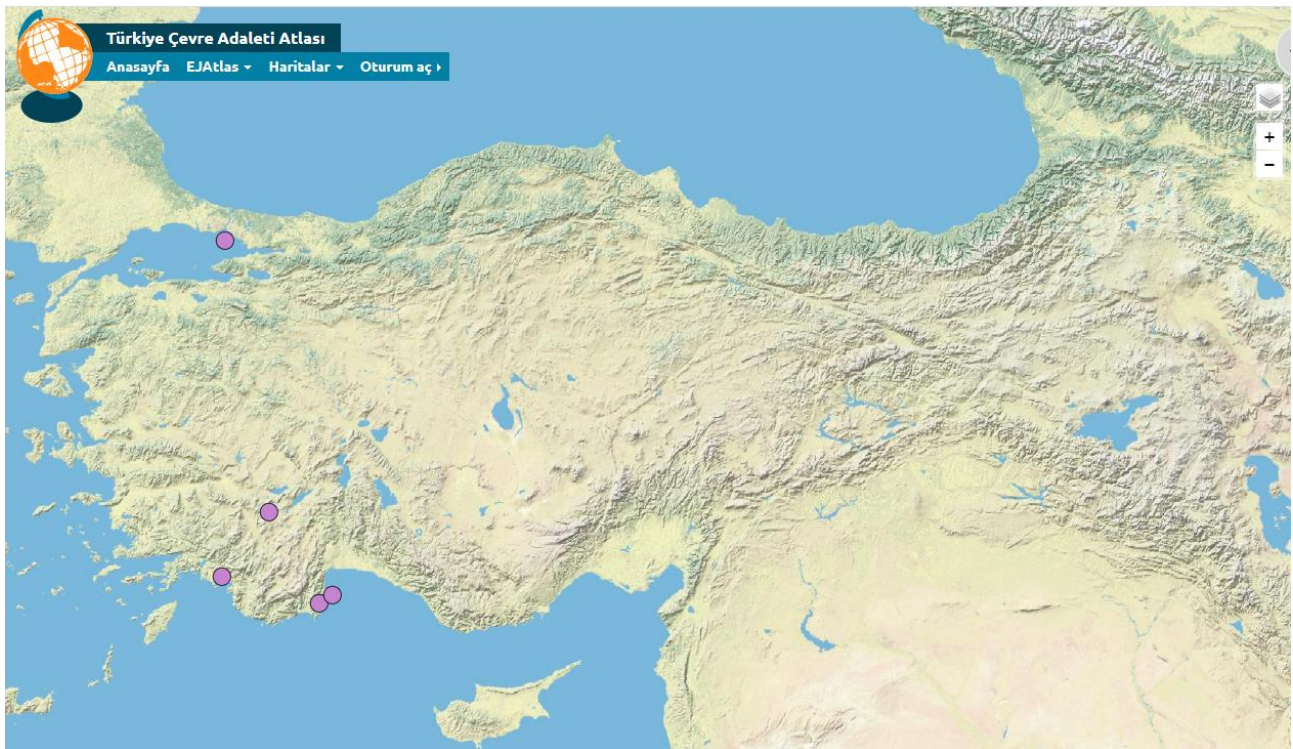 Türkiye Çevre Adaleti Atlası
Anasayfa EJAtlas Haritalar Oturum aç
+
−